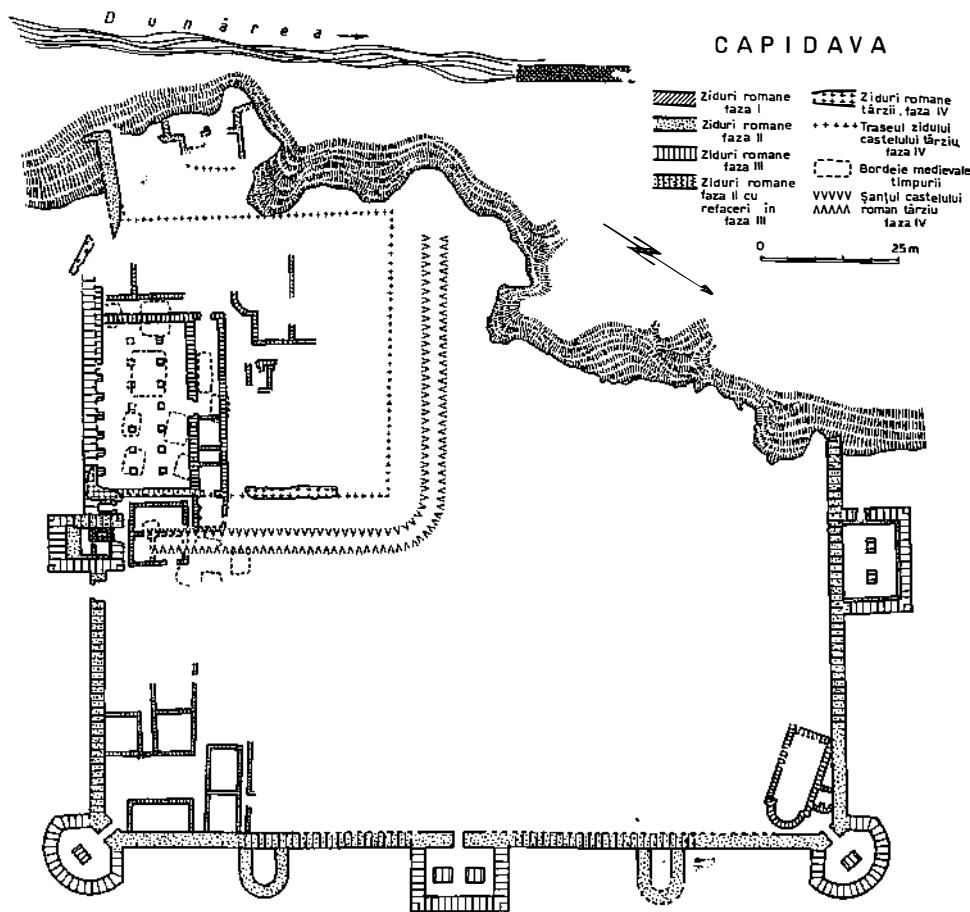 Dunărea
CAPIDAVA
Ziduri romane
faza I
Ziduri romane
faza II
Ziduri romane
faza III
Ziduri romane
faza II cu
refaceri în
faza III
Ziduri romane
târzii, faza IV
Traseul zidului
castelului târziu,
faza IV
Bordeie medievale
timpurii
Şanţul castelului
roman târziu
faza IV
0 25m